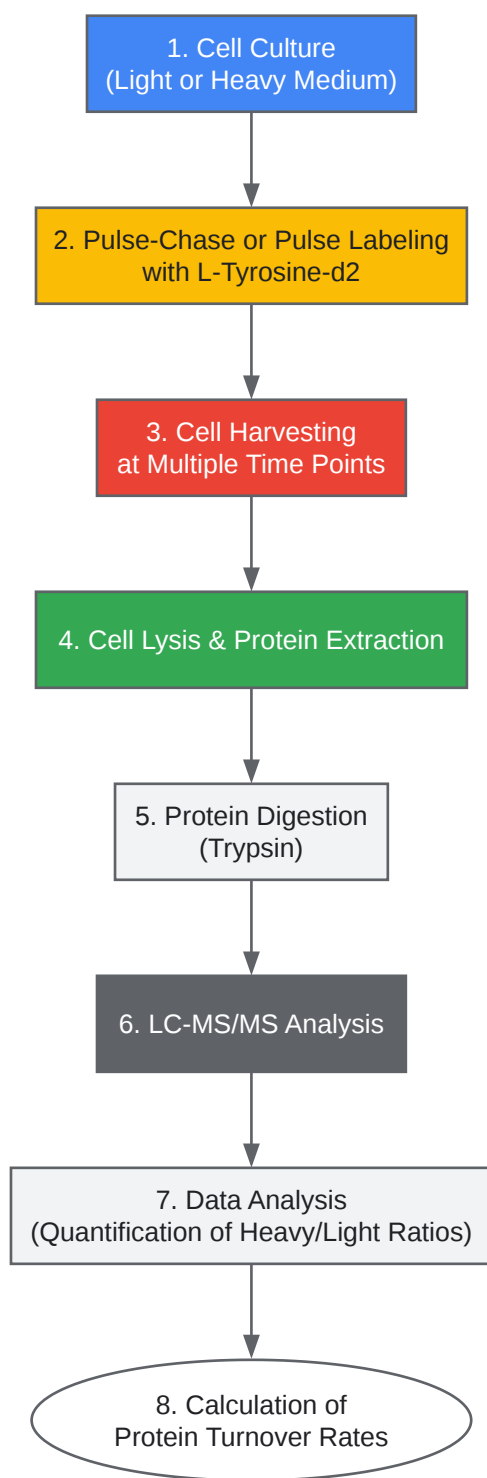 1. Cell Culture
(Light or Heavy Medium)
2. Pulse-Chase or Pulse Labeling
with L-Tyrosine-d2
3. Cell Harvesting
at Multiple Time Points
4. Cell Lysis & Protein Extraction
5. Protein Digestion
(Trypsin)
6. LC-MS/MS Analysis
7. Data Analysis
(Quantification of Heavy/Light Ratios)
8. Calculation of
Protein Turnover Rates